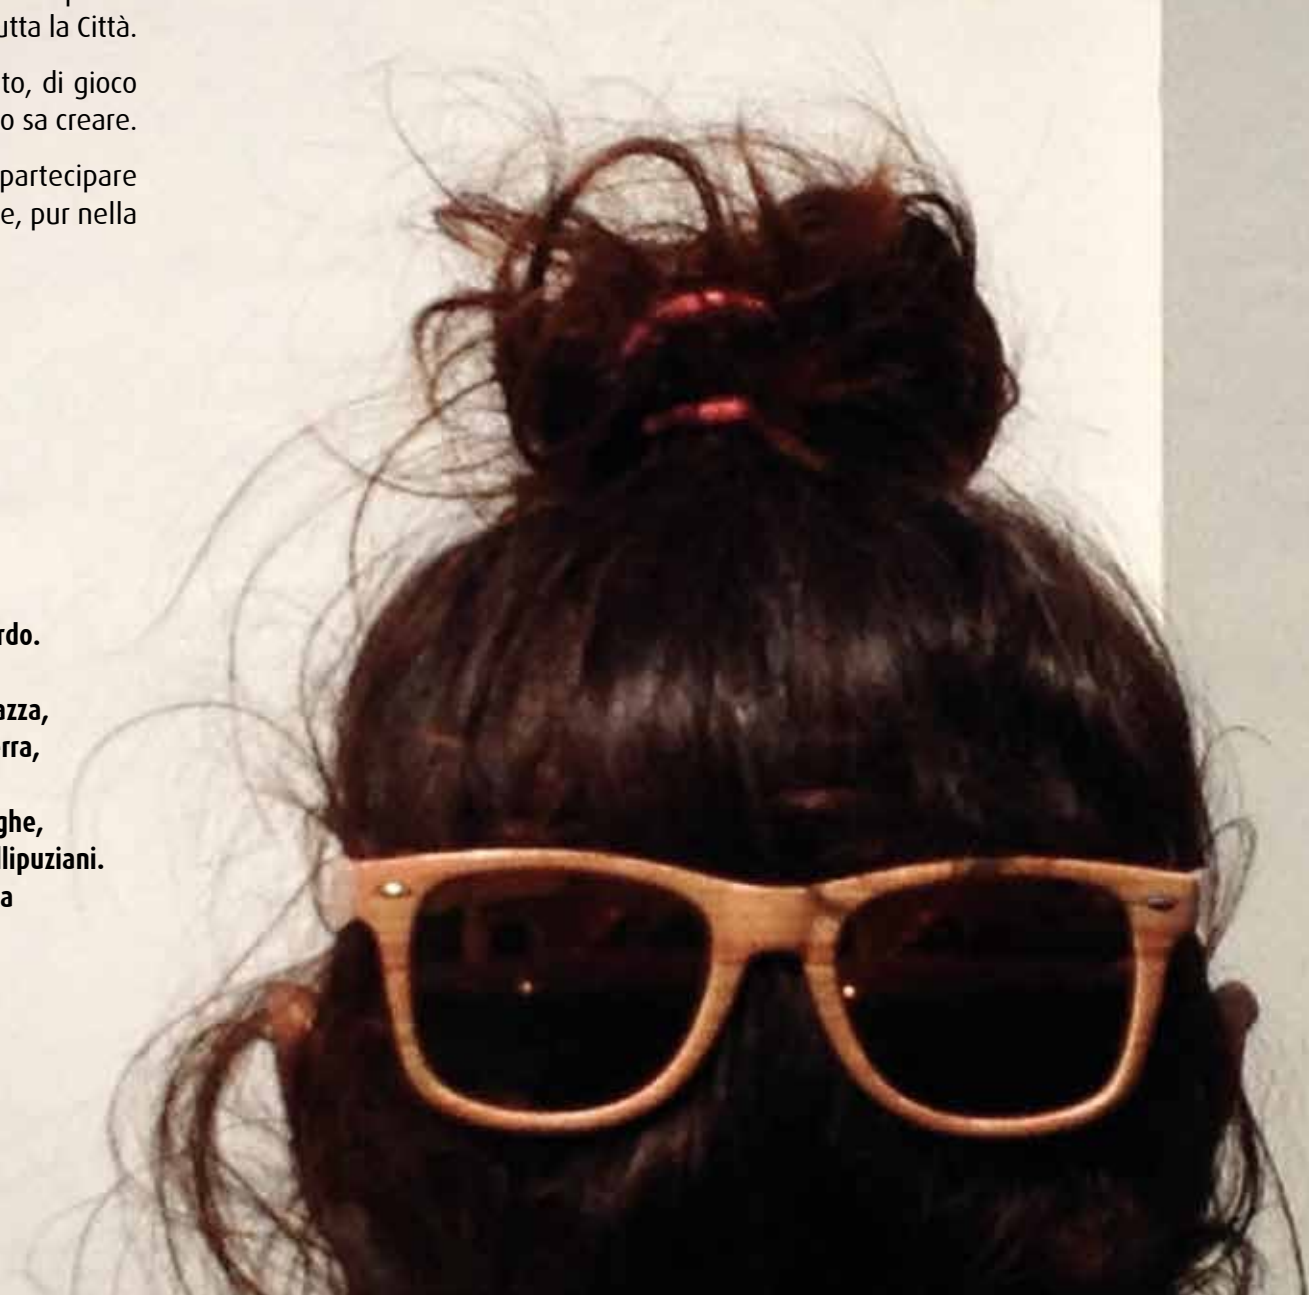 utta la Città.
to, di gioco
o sa creare.
partecipare
e, pur nella
rdo.
azza,
rra,
ghe,
llipuziani.
a